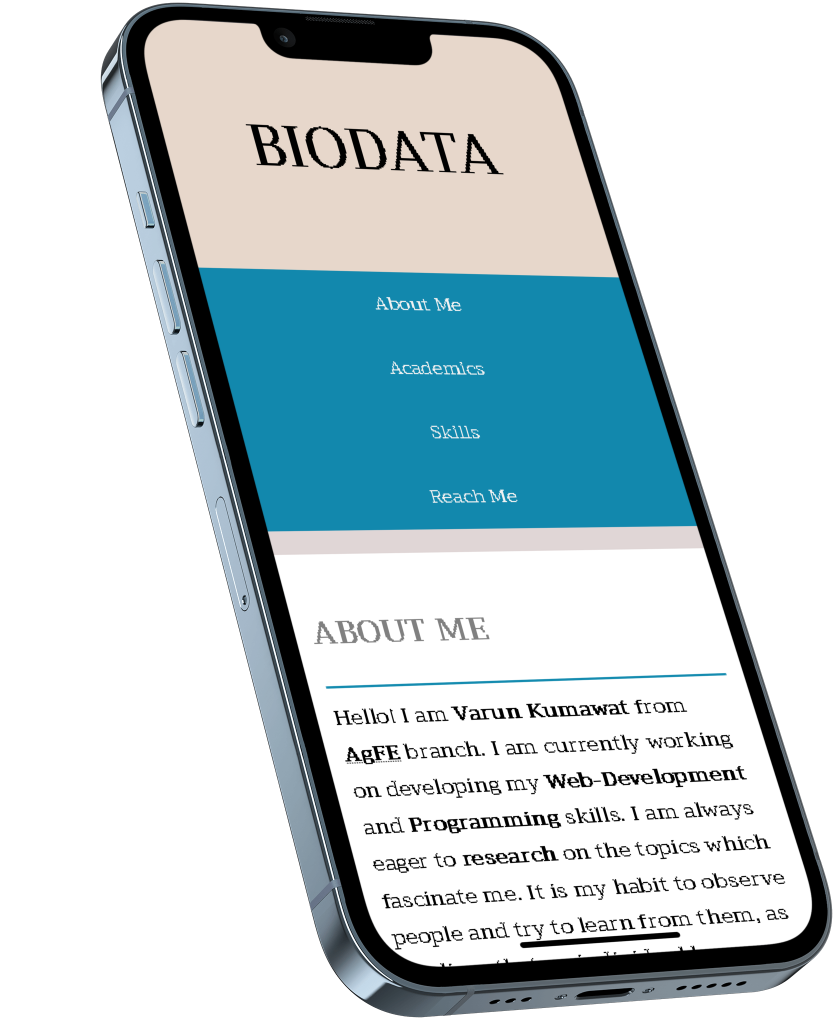 BIODATA
About Me
Academics
Skills
Reach Me
ABOUT ME
Hello! I am Varun Kumawat from
AgFE branch. I am currently working
on developing my Web-Development
and Programming skills. I am always
eager to research on the topics which
fascinate me. It is my habit to observe
people and try to learn from them, as